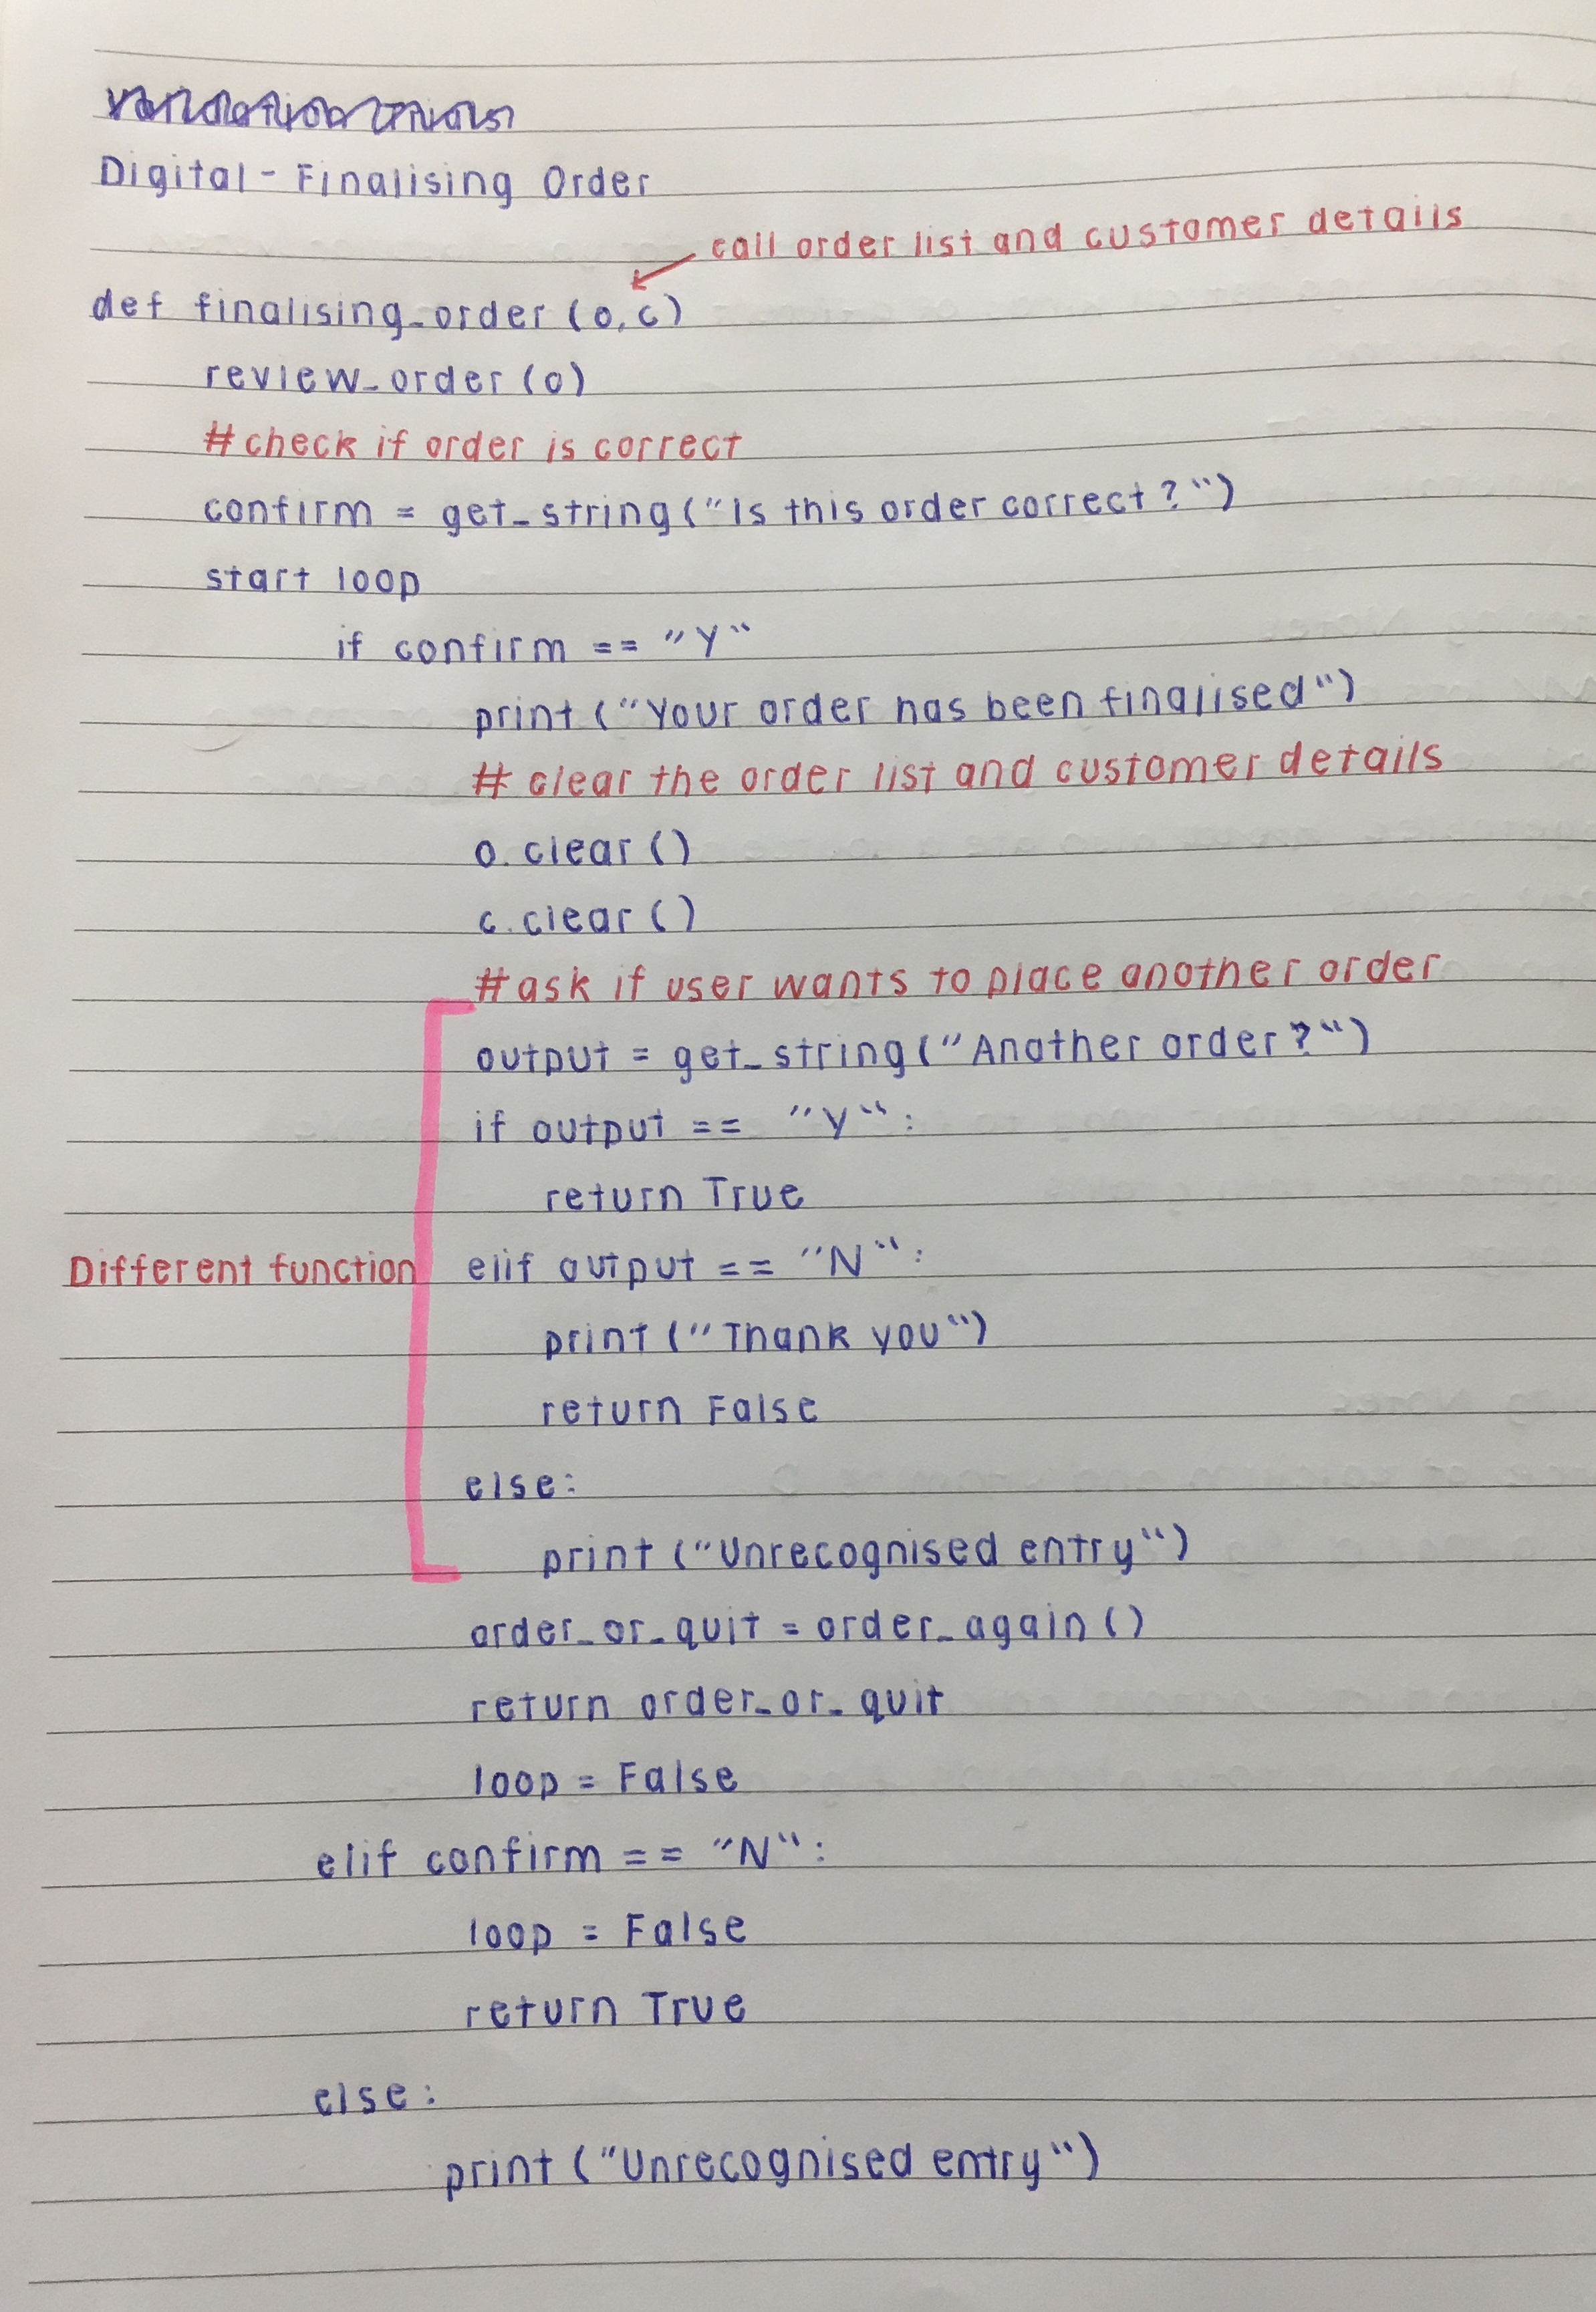 Digital - Finalising Order
call order list and customer details
def finalising_order (o,c)
review_order (o)
#check if order is correct
confirm = get_string ("Is this order correct?")
start loop
if confirm == "Y"
print ("Your order has been finalised")
# clear the order list and customer details
o.clear ()
c.clear ()
#ask if user wants to place another order
output = get_string ("Another order?")
if output == "Y":
return True
Different function
elif output == "N":
print ("Thank you")
return False
else:
print ("Unrecognised entry")
order_or_quit = order_again ()
return order_or_quit
loop = False
elif confirm == "N":
loop = False
return True
else:
print ("Unrecognised entry")